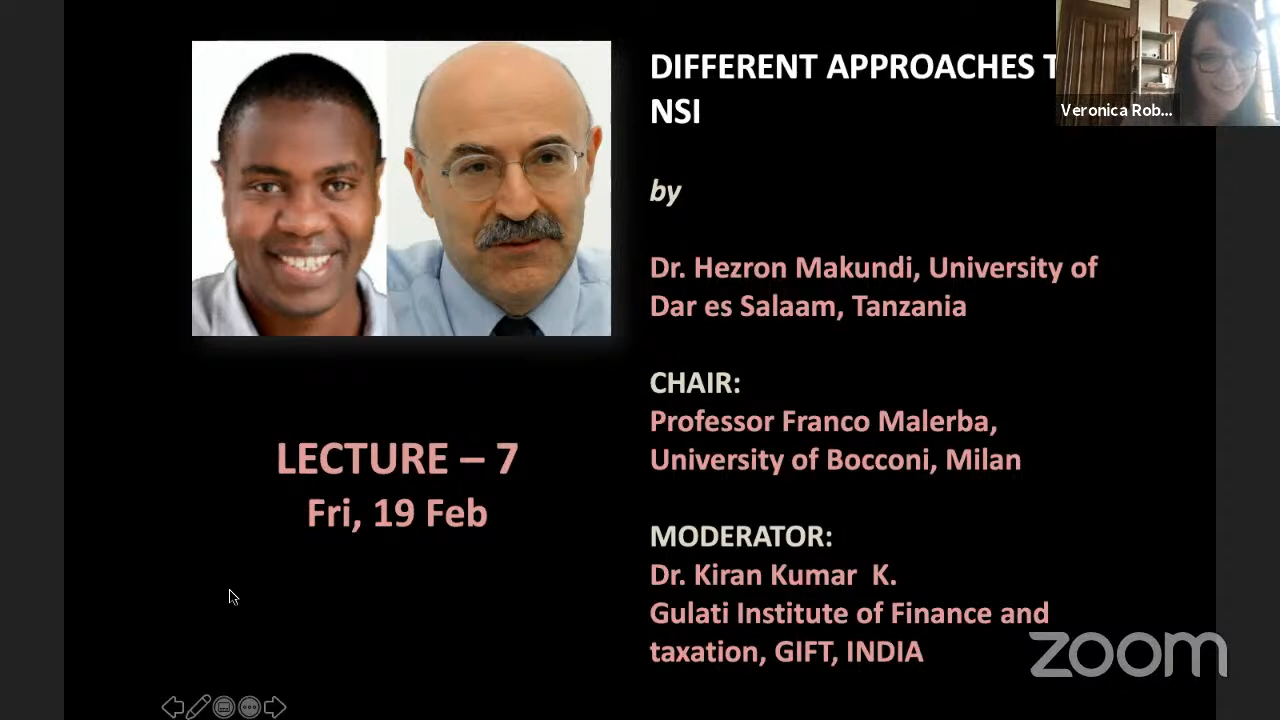 DIFFERENT APPROACHES T
NSI
Veronica Rob...
by
Dr. Hezron Makundi, University of
Dar es Salaam, Tanzania
CHAIR:
Professor Franco Malerba,
University of Bocconi, Milan
LECTURE – 7
Fri, 19 Feb
MODERATOR:
Dr. Kiran Kumar K.
Gulati Institute of Finance and
taxation, GIFT, INDIA
zoom